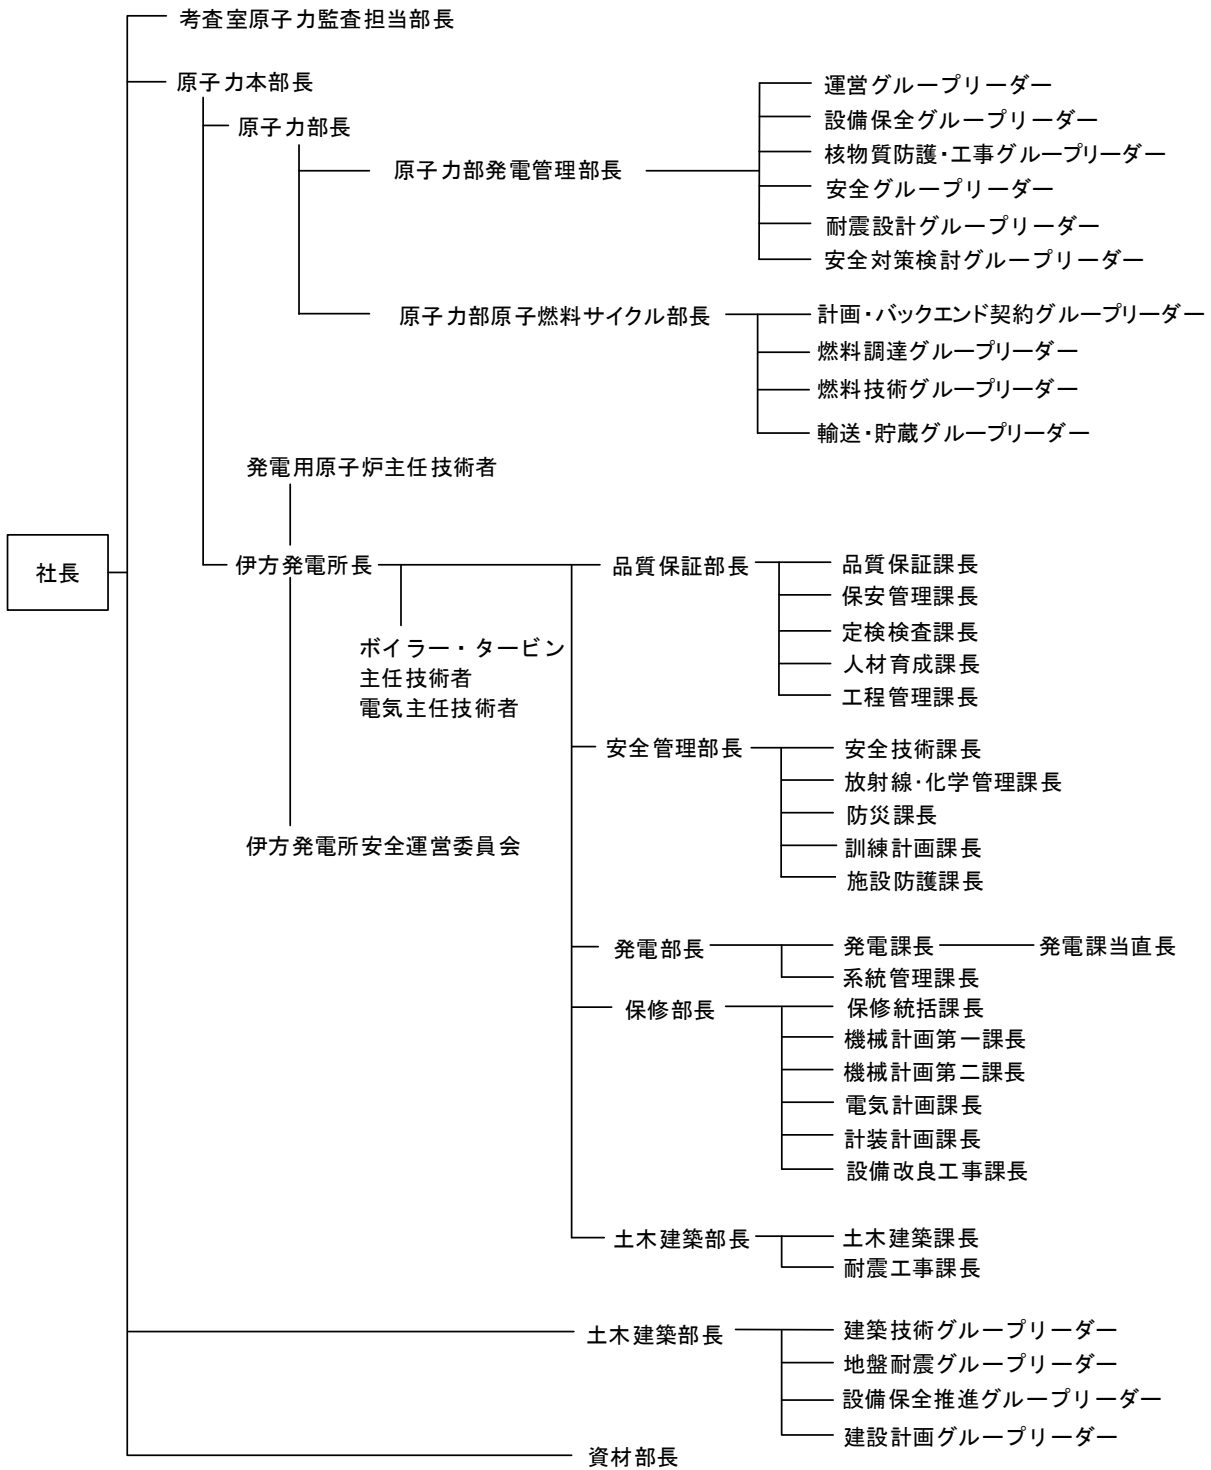 考査室原子力監査担当部長
原子力本部長
原子力部長
原子力部発電管理部長
運営グループリーダー
設備保全グループリーダー
核物質防護・工事グループリーダー
安全グループリーダー
耐震設計グループリーダー
安全対策検討グループリーダー
原子力部原子燃料サイクル部長
計画・バックエンド契約グループリーダー
燃料調達グループリーダー
燃料技術グループリーダー
輸送・貯蔵グループリーダー
発電用原子炉主任技術者
社長
伊方発電所長
ボイラー・タービン
主任技術者
電気主任技術者
伊方発電所安全運営委員会
品質保証部長
品質保証課長
保安管理課長
定検検査課長
人材育成課長
工程管理課長
安全管理部長
安全技術課長
放射線・化学管理課長
防災課長
訓練計画課長
施設防護課長
発電部長
発電課長
発電課当直長
系統管理課長
保修部長
保修統括課長
機械計画第一課長
機械計画第二課長
電気計画課長
計装計画課長
設備改良工事課長
土木建築部長
土木建築課長
耐震工事課長
土木建築部長
建築技術グループリーダー
地盤耐震グループリーダー
設備保全推進グループリーダー
建設計画グループリーダー
資材部長